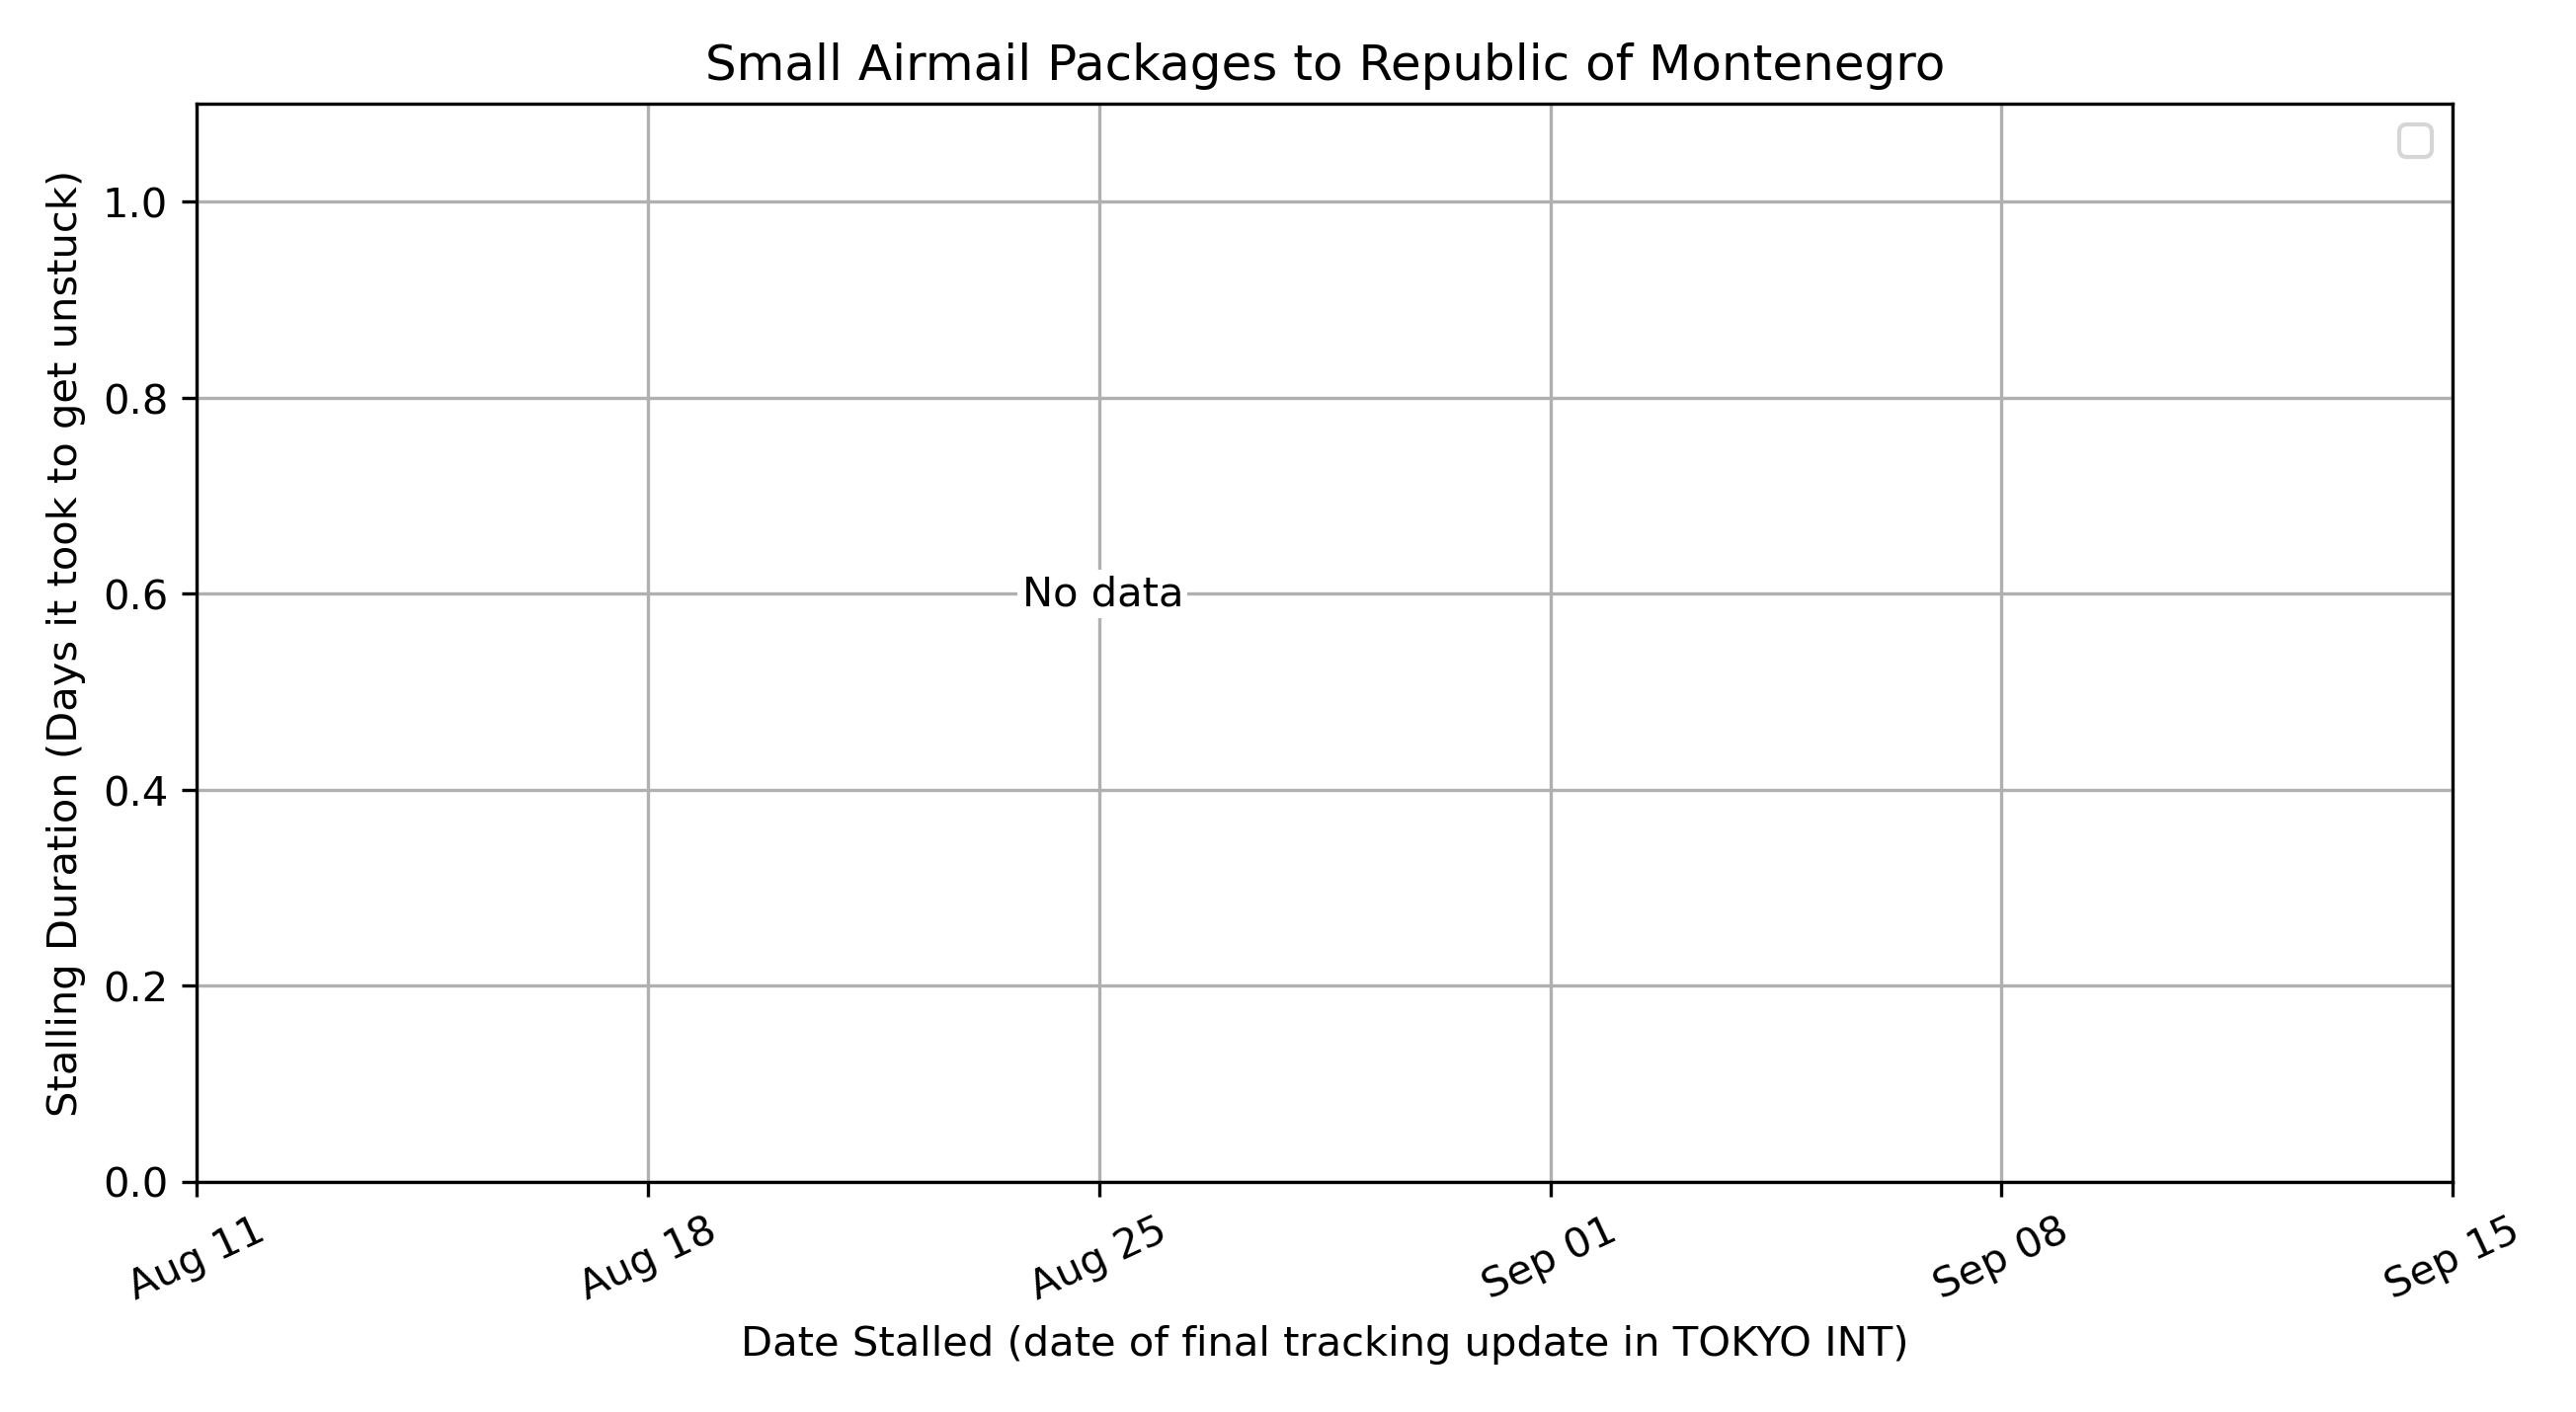 Small Airmail Packages to Republic of Montenegro
Stalling Duration (Days it took to get unstuck)
1.0
0.8
0.6
0.4
0.2
0.0
No data
Aug 11
Aug 18
Aug 25
Sep 01
Sep 08
Sep 15
Date Stalled (date of final tracking update in TOKYO INT)